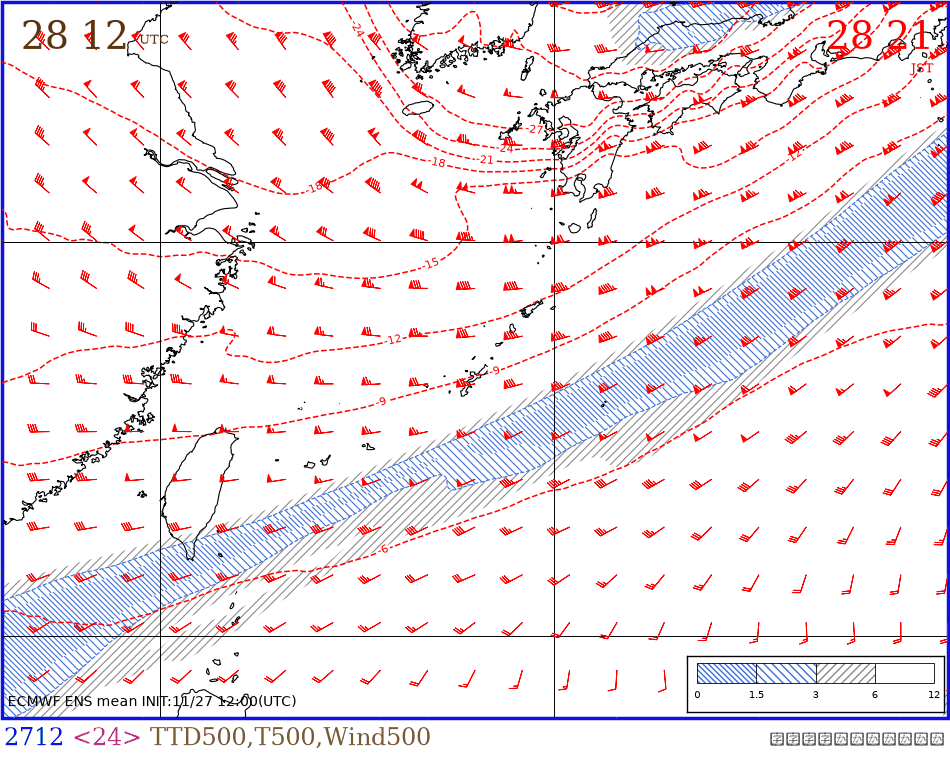 28 12 UTC
28 21
JST
-24
-27
-24
-21
-18
-18
-12
-15
-12
-9
-9
-6
0 1.5 3 6 12
ECMWF ENS mean INIT:11/27 12:00(UTC)
2712 <24> TTD500,T500,Wind500